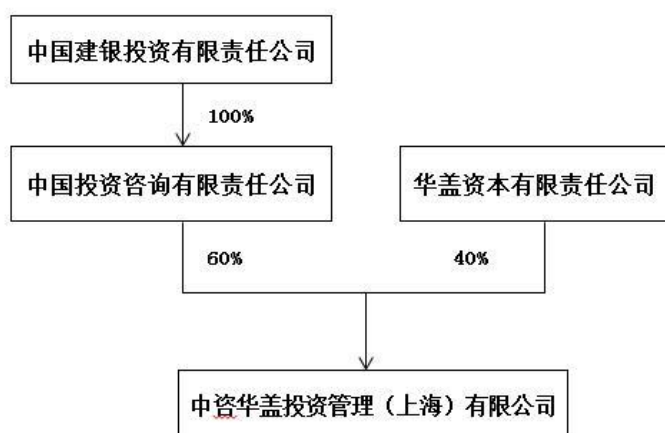 中国建银投资有限责任公司
100%
中国投资咨询有限责任公司
华盖资本有限责任公司
60%
40%
中咨华盖投资管理（上海）有限公司